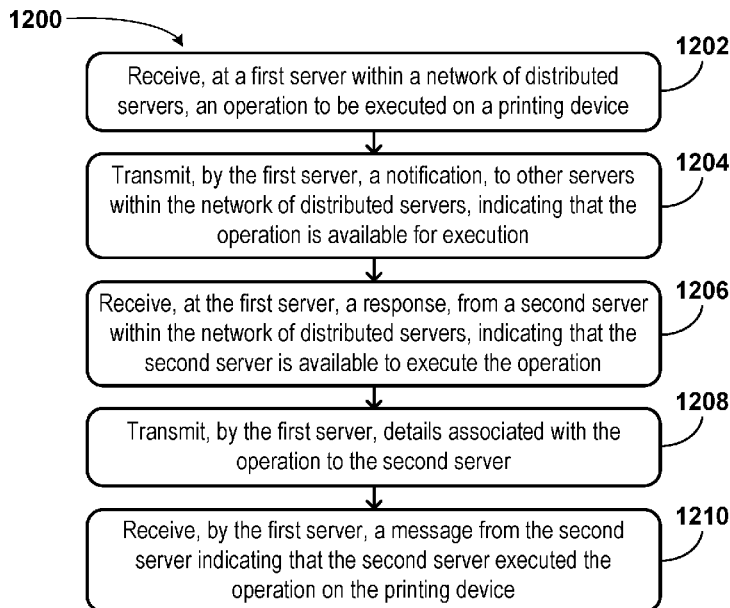 1200
1202
Receive, at a first server within a network of distributed
servers, an operation to be executed on a printing device
1204
Transmit, by the first server, a notification, to other servers
within the network of distributed servers, indicating that the
operation is available for execution
1206
Receive, at the first server, a response, from a second server
within the network of distributed servers, indicating that the
second server is available to execute the operation
1208
Transmit, by the first server, details associated with the
operation to the second server
1210
Receive, by the first server, a message from the second
server indicating that the second server executed the
operation on the printing device